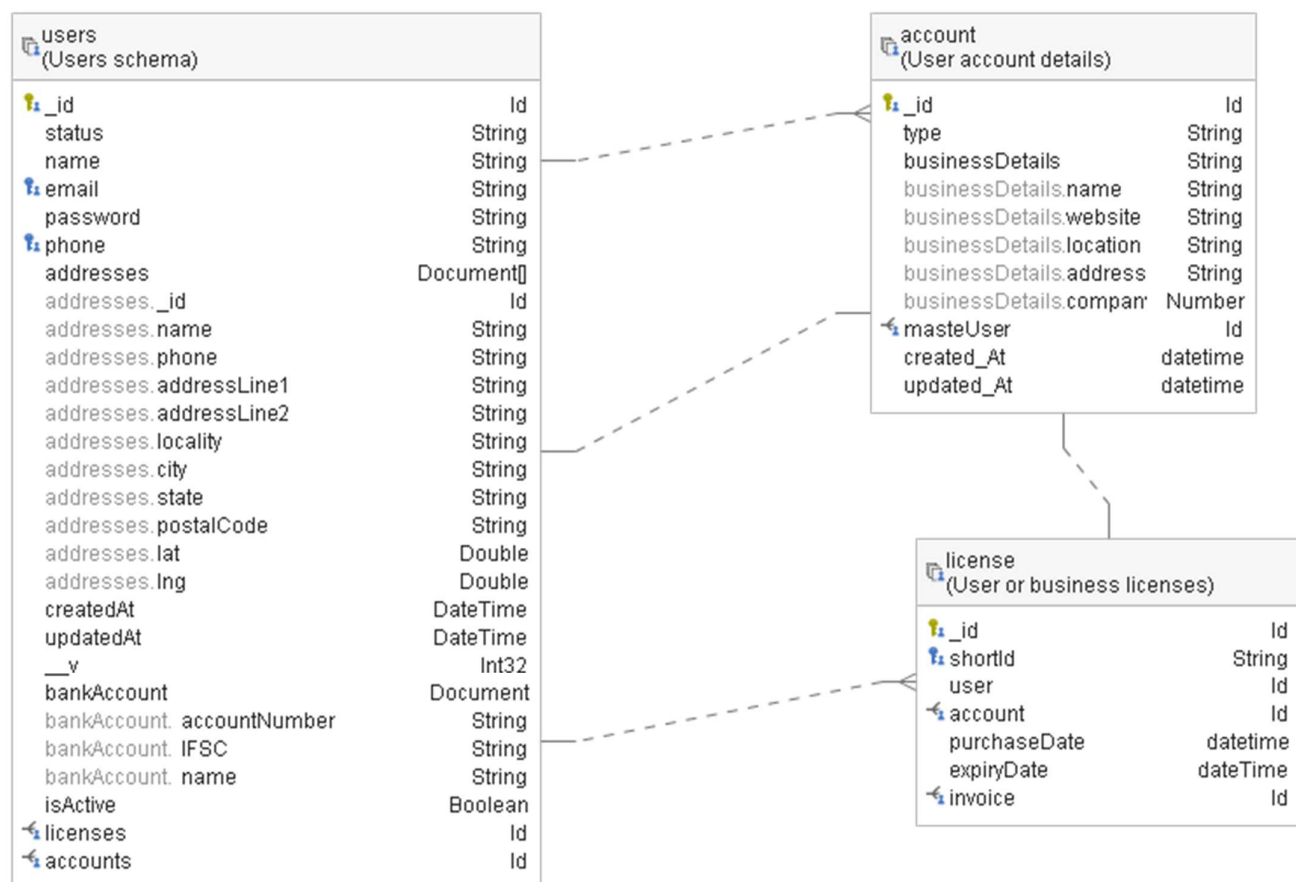 users
(Users schema)
_id Id
status String
name String
email String
password String
phone String
addresses Document[]
addresses._id Id
addresses.name String
addresses.phone String
addresses.addressLine1 String
addresses.addressLine2 String
addresses.locality String
addresses.city String
addresses.state String
addresses.postalCode String
addresses.lat Double
addresses.lng Double
createdAt DateTime
updatedAt DateTime
__v Int32
bankAccount Document
bankAccount. accountNumber String
bankAccount. IFSC String
bankAccount. name String
isActive Boolean
licenses Id
accounts Id
account
(User account details)
_id Id
type String
businessDetails String
businessDetails.name String
businessDetails.website String
businessDetails.location String
businessDetails.address String
businessDetails.compan Number
masteUser Id
created_At datetime
updated_At datetime
license
(User or business licenses)
_id Id
shortId String
user Id
account Id
purchaseDate datetime
expiryDate dateTime
invoice Id